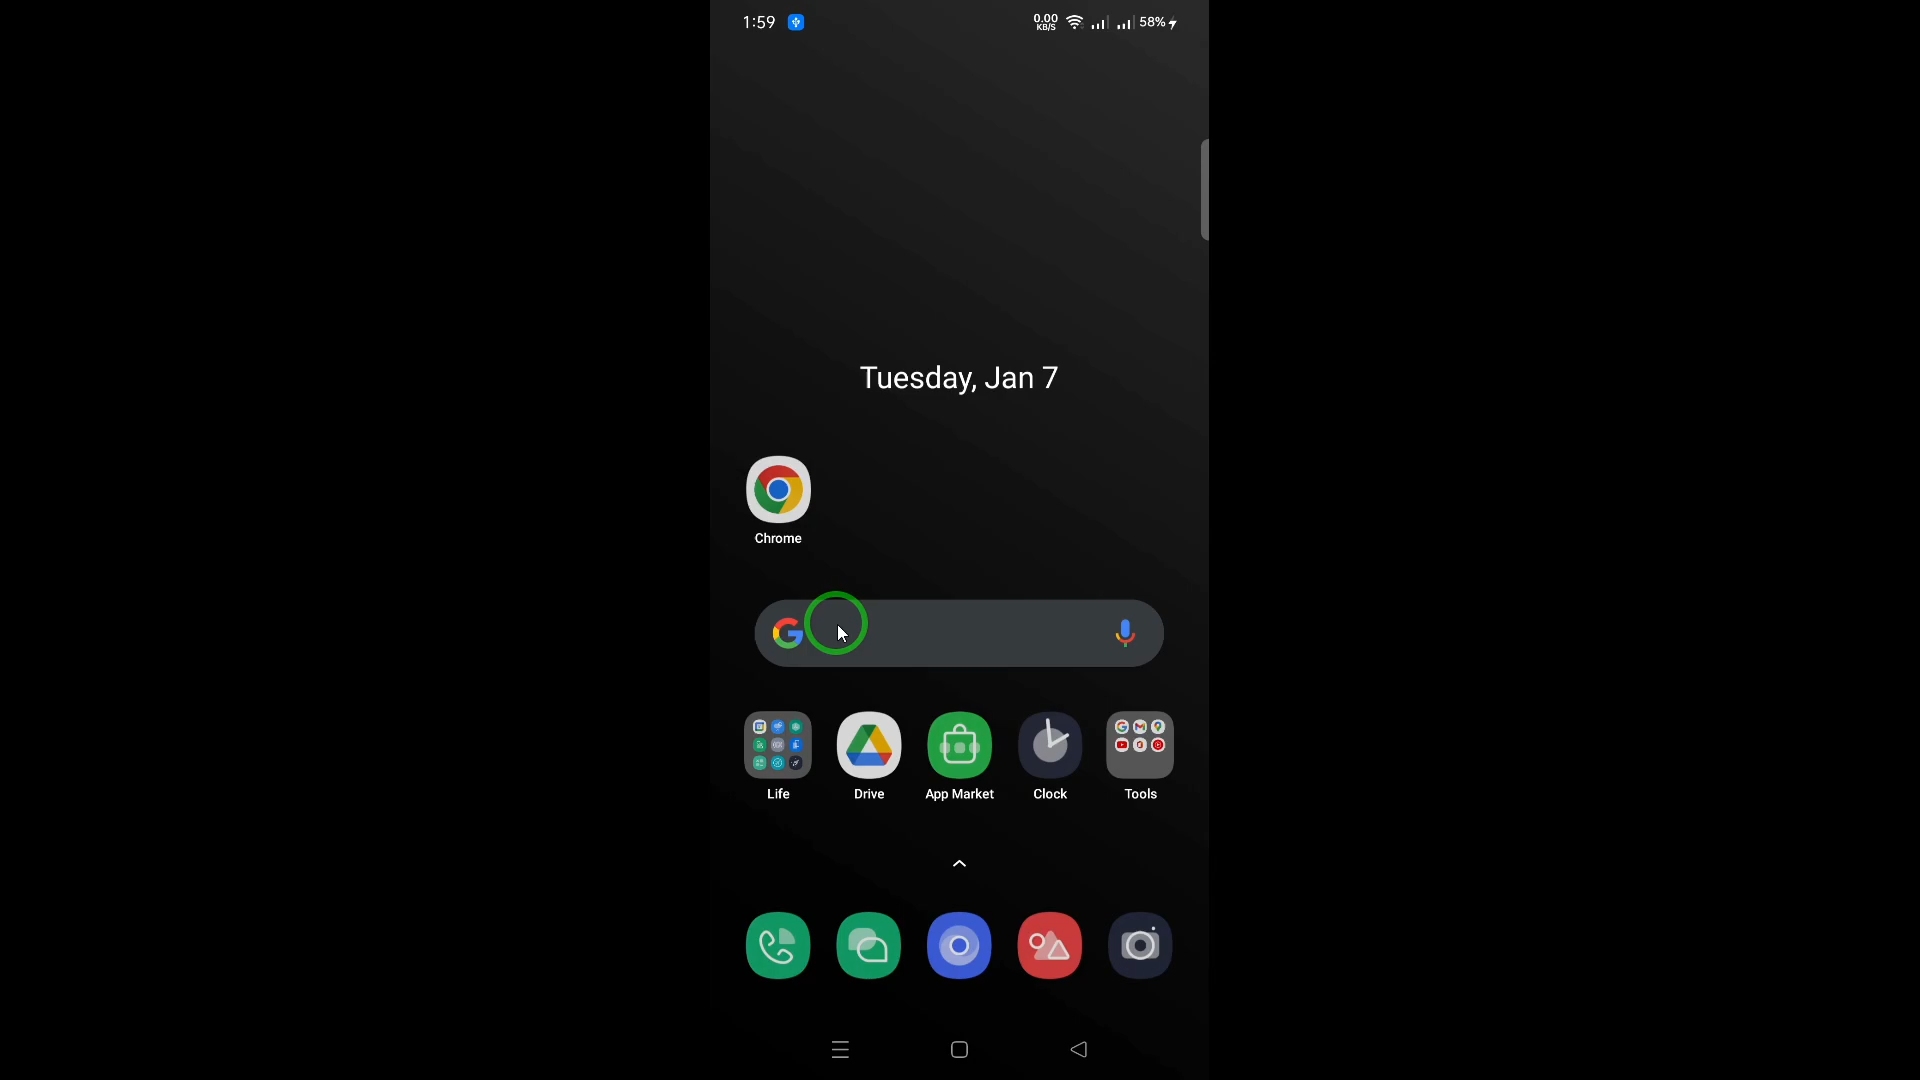 1:59
0.00 58%
KB/S
Tuesday, Jan 7
Chrome
Life Drive App Market Clock Tools